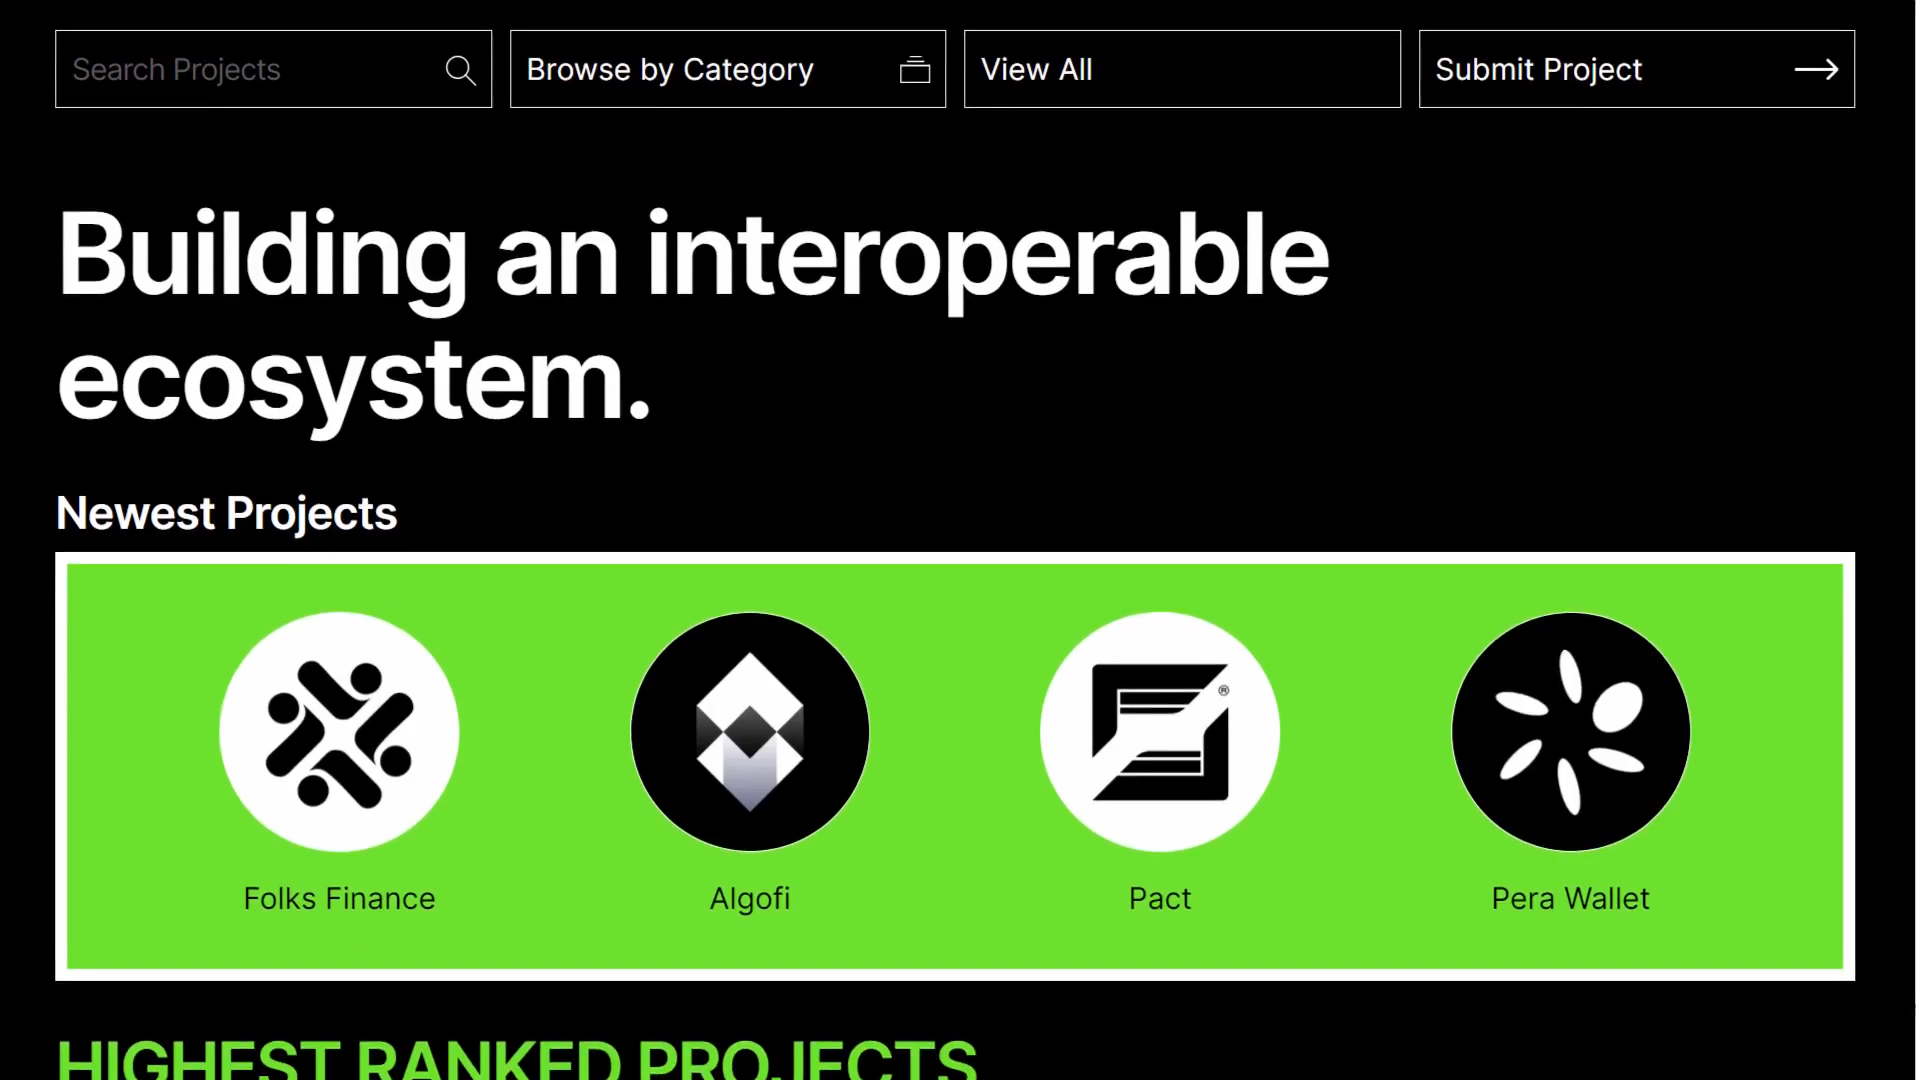 Search Projects
Browse by Category
View All
Submit Project
Building an interoperable
ecosystem.
Newest Projects
®
Folks Finance
Algofi
Pact
Pera Wallet
HIGHEST RANKED PROJECTS